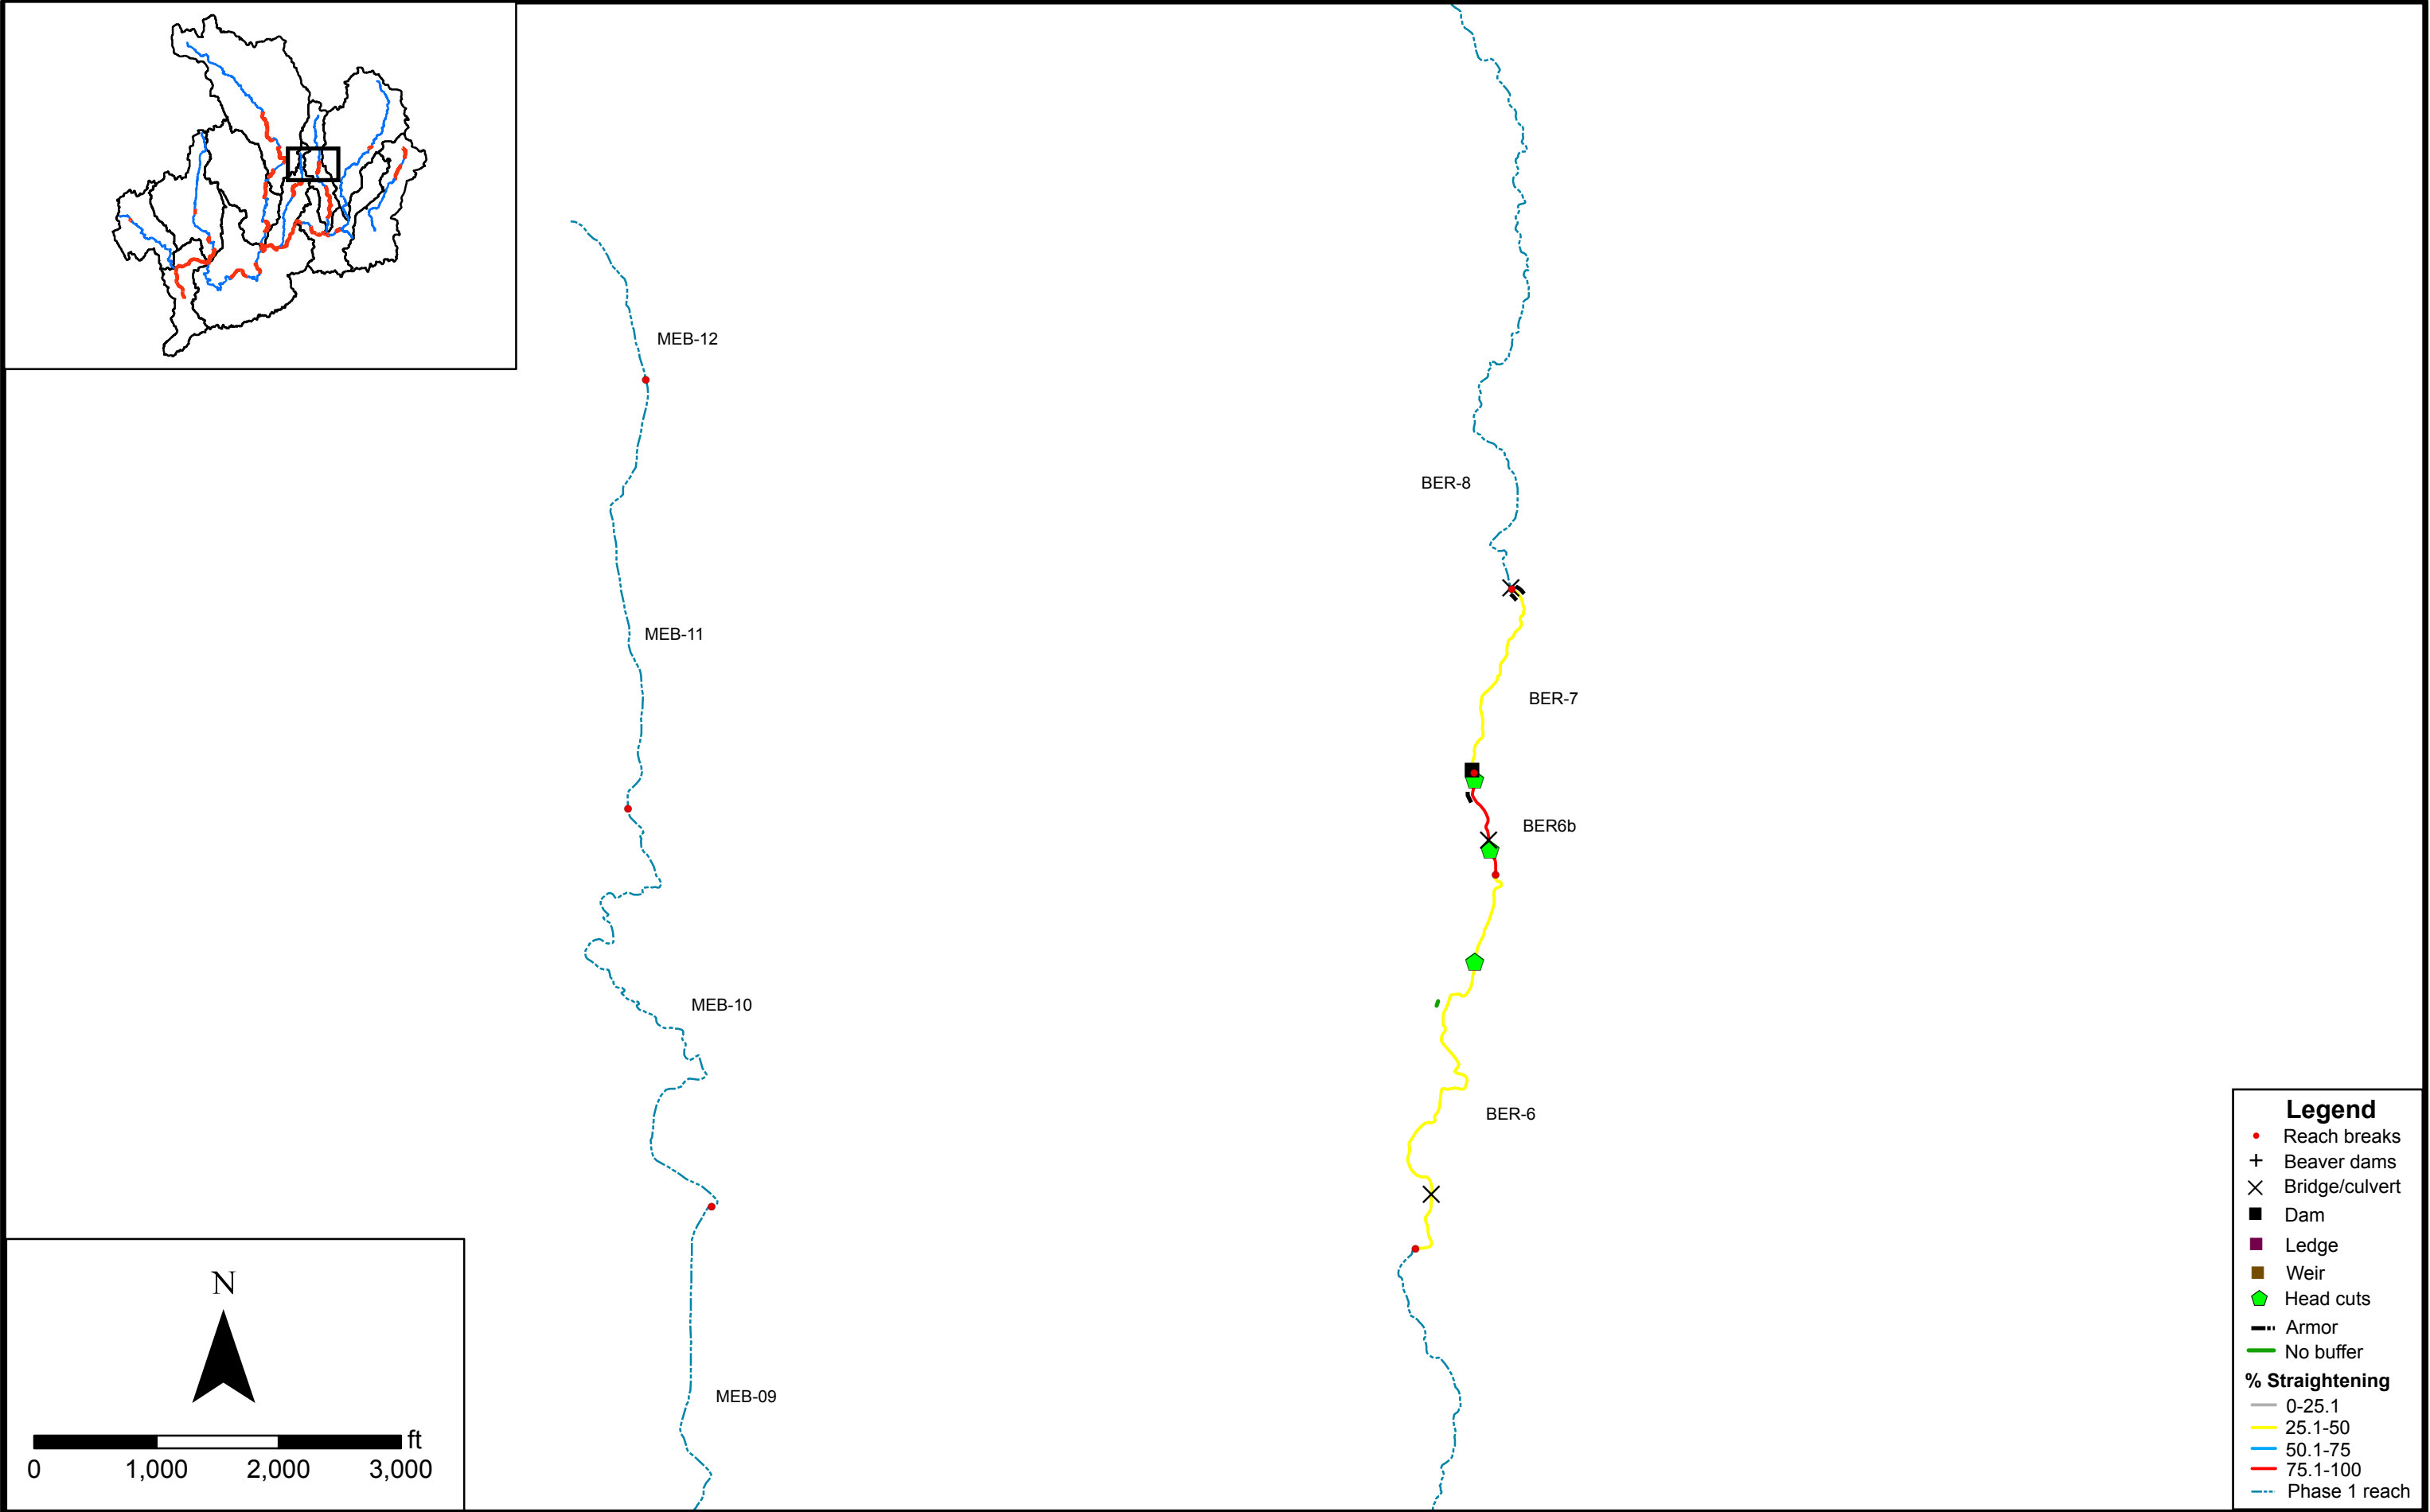 MEB-12
BER-8
MEB-11
BER-7
BER6b
MEB-10
BER-6
MEB-09
N
ft
0 1,000 2,000 3,000
Legend
Reach breaks
Beaver dams
Bridge/culvert
Dam
Ledge
Weir
Head cuts
Armor
No buffer
% Straightening
0-25.1
25.1-50
50.1-75
75.1-100
Phase 1 reach